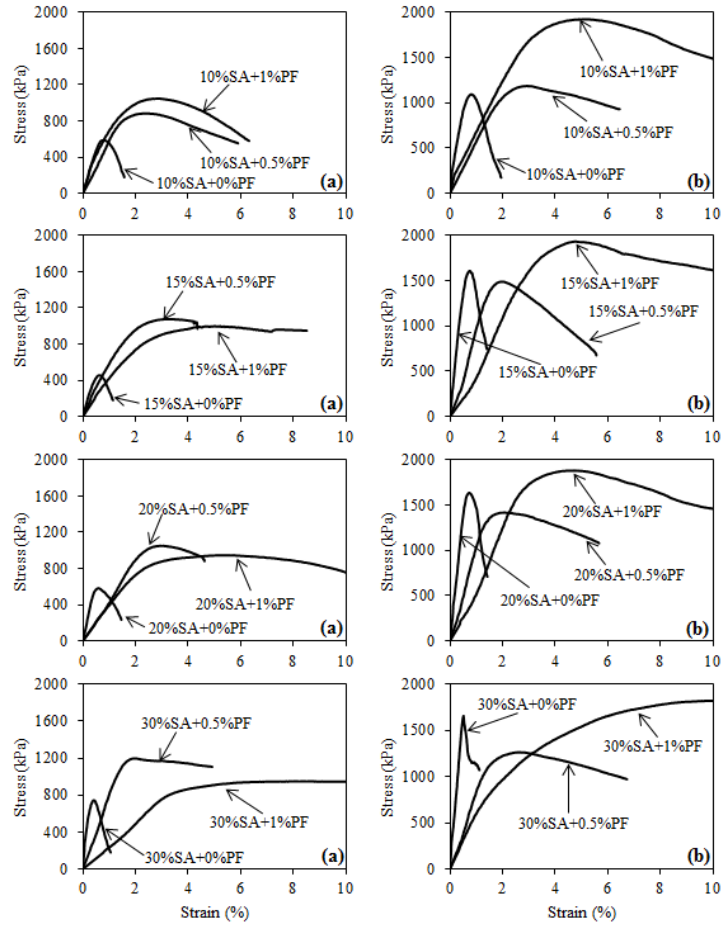 2000
1600
1200
800
400
0
Stress (kPa)
10%SA+1%PF
10%SA+0.5%PF
10%SA+0%PF
(a)
0 2 4 6 8 10
2000
1500
1000
500
0
Stress (kPa)
10%SA+1%PF
10%SA+0.5%PF
10%SA+0%PF
(b)
0 2 4 6 8 10
2000
1600
1200
800
400
0
Stress (kPa)
15%SA+0.5%PF
15%SA+1%PF
15%SA+0%PF
(a)
0 2 4 6 8 10
2000
1500
1000
500
0
Stress (kPa)
15%SA+1%PF
15%SA+0.5%PF
15%SA+0%PF
(b)
0 2 4 6 8 10
2000
1600
1200
800
400
0
Stress (kPa)
20%SA+0.5%PF
20%SA+1%PF
20%SA+0%PF
(a)
0 2 4 6 8 10
2000
1500
1000
500
0
Stress (kPa)
20%SA+1%PF
20%SA+0.5%PF
20%SA+0%PF
(b)
0 2 4 6 8 10
2000
1600
1200
800
400
0
Stress (kPa)
30%SA+0.5%PF
30%SA+1%PF
30%SA+0%PF
(a)
0 2 4 6 8 10
Strain (%)
2000
1500
1000
500
0
Stress (kPa)
30%SA+0%PF
30%SA+1%PF
30%SA+0.5%PF
(b)
0 2 4 6 8 10
Strain (%)